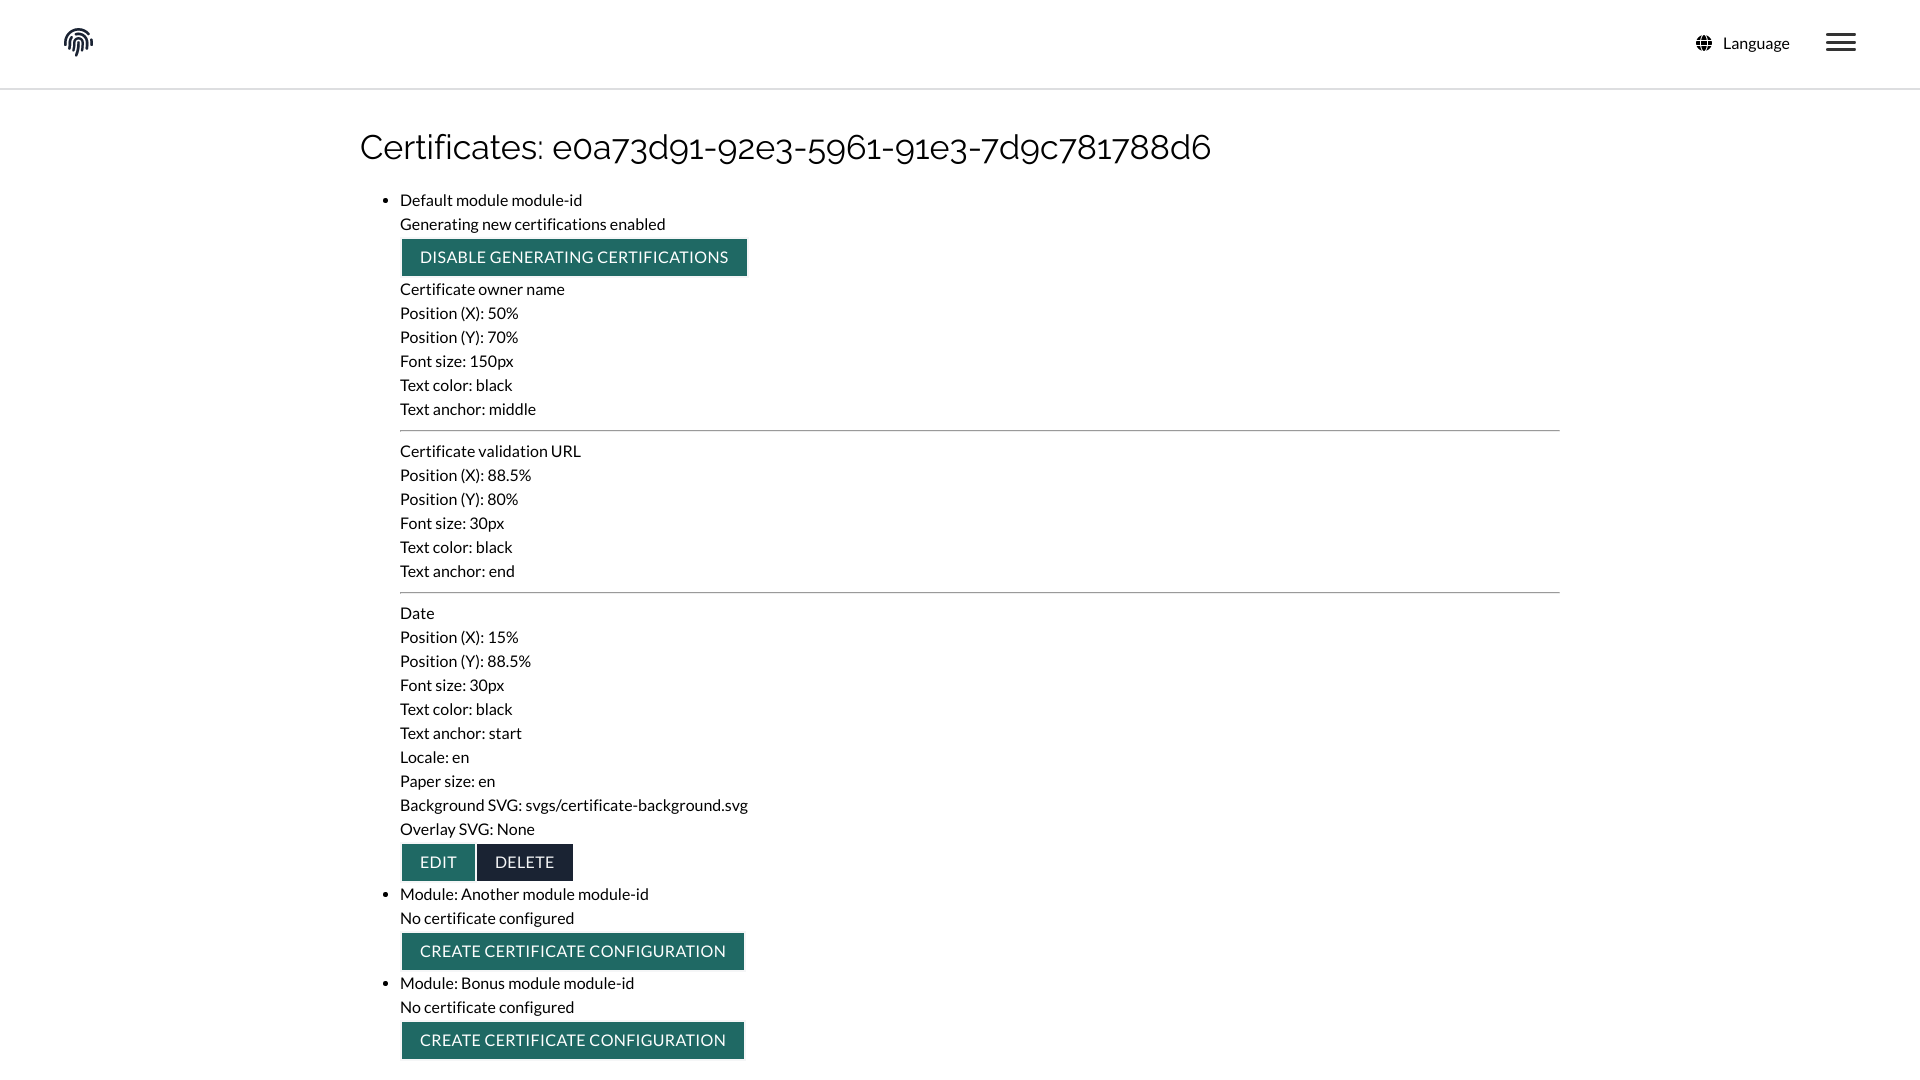 Language
Certificates: e0a73d91-92e3-5961-91e3-7d9c781788d6
Default module module-id
Generating new certifications enabled
DISABLE GENERATING CERTIFICATIONS
Certificate owner name
Position (X): 50%
Position (Y): 70%
Font size: 150px
Text color: black
Text anchor: middle
Certificate validation URL
Position (X): 88.5%
Position (Y): 80%
Font size: 30px
Text color: black
Text anchor: end
Date
Position (X): 15%
Position (Y): 88.5%
Font size: 30px
Text color: black
Text anchor: start
Locale: en
Paper size: en
Background SVG: svgs/certificate-background.svg
Overlay SVG: None
EDIT DELETE
Module: Another module module-id
No certificate configured
CREATE CERTIFICATE CONFIGURATION
Module: Bonus module module-id
No certificate configured
CREATE CERTIFICATE CONFIGURATION